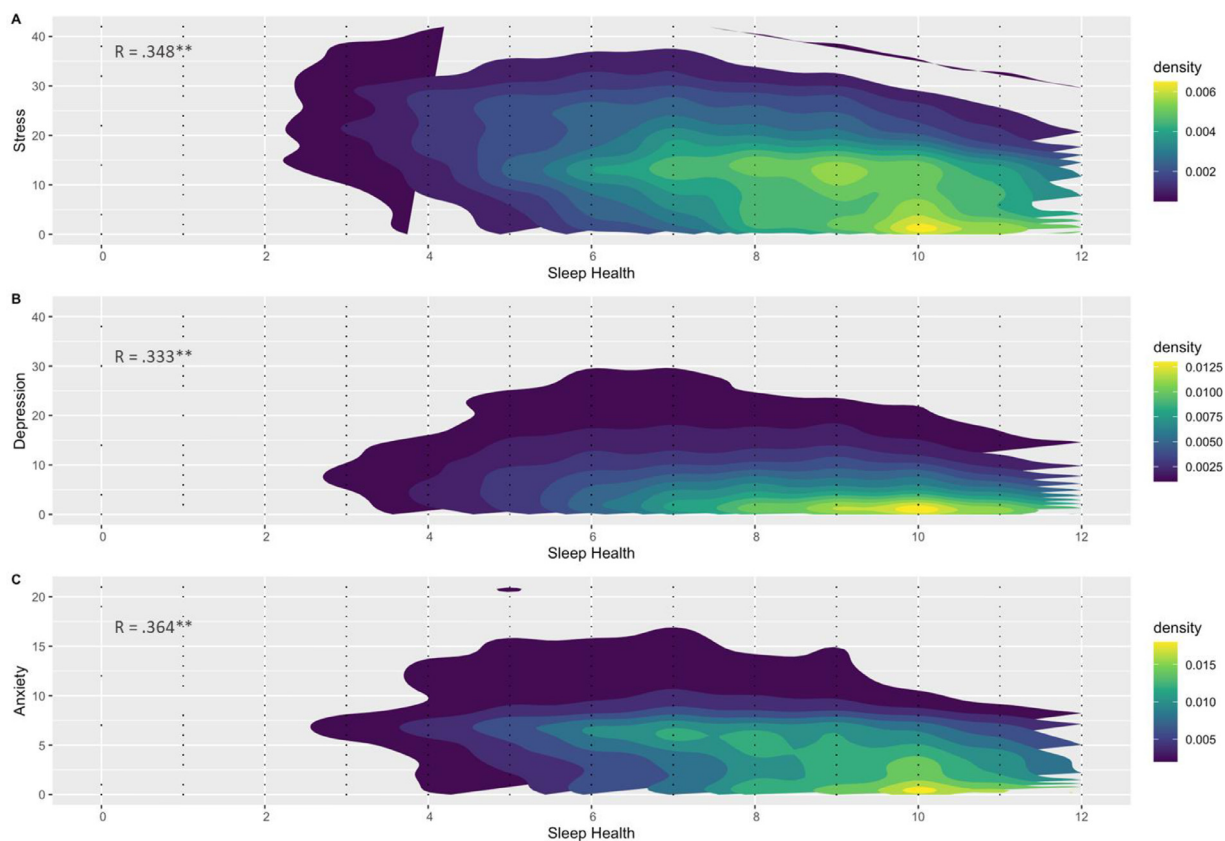 A
R = .348**
Stress
40
30
20
10
0
0 2 4 6 8 10 12
Sleep Health
density
0.006
0.004
0.002
B
R = .333**
Depression
40
30
20
10
0
0 2 4 6 8 10 12
Sleep Health
density
0.0125
0.0100
0.0075
0.0050
0.0025
C
R = .364**
Anxiety
20
15
10
5
0
0 2 4 6 8 10 12
Sleep Health
density
0.015
0.010
0.005